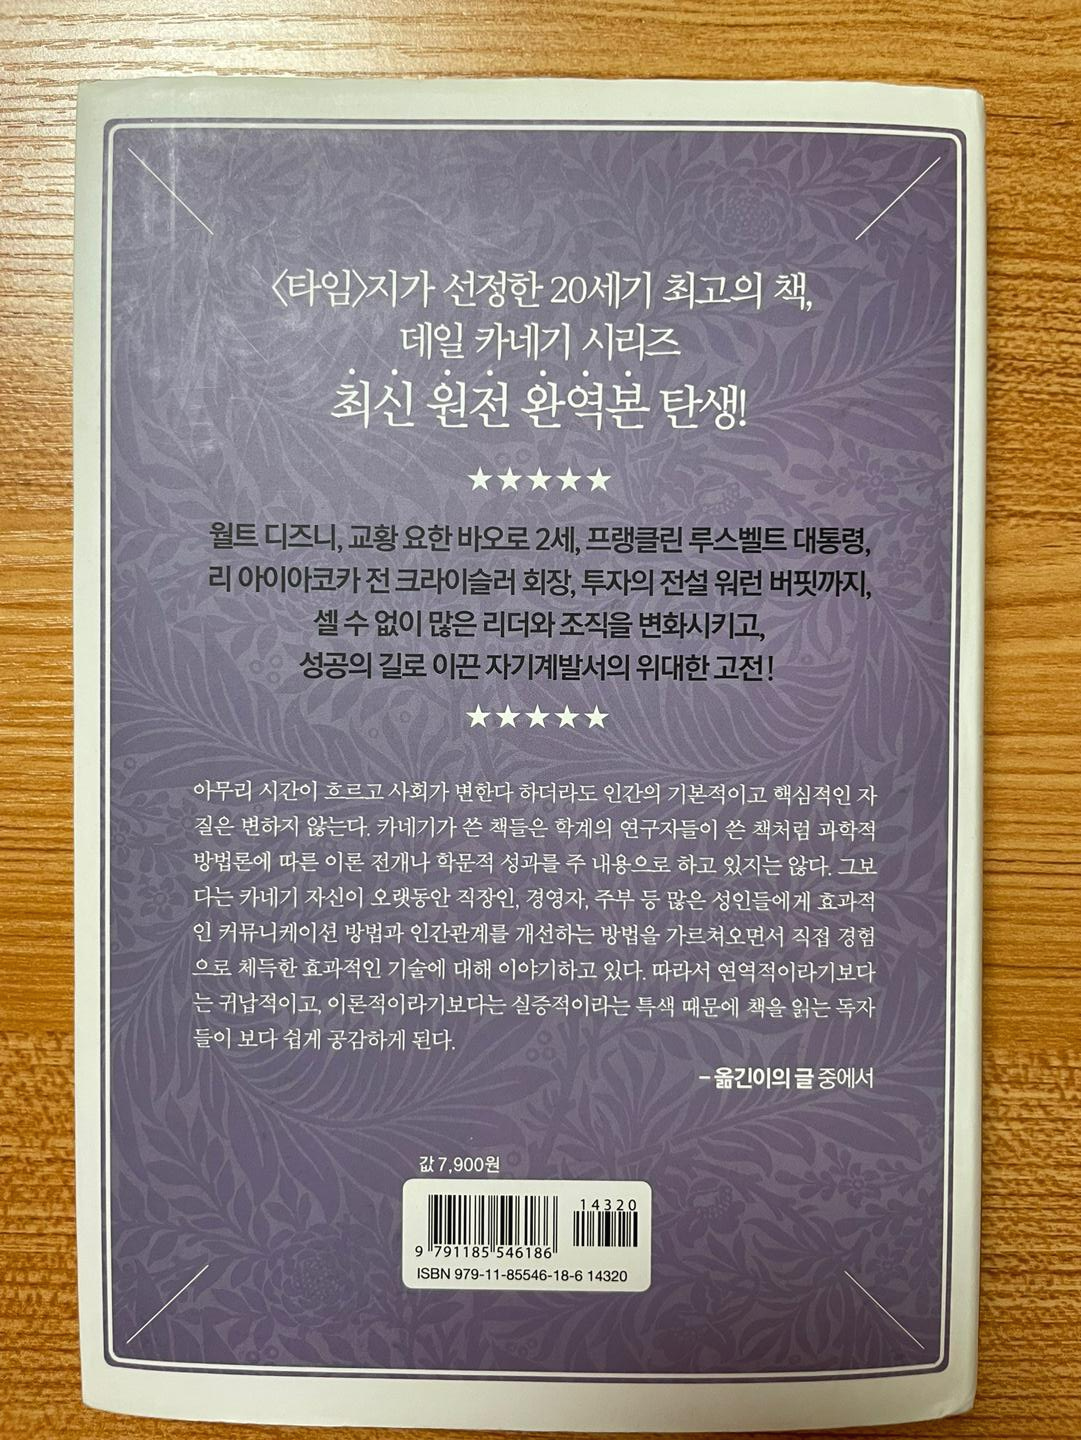 〈타임〉지가 선정한 20세기 최고의 책,
데일 카네기 시리즈
최신 원전 완역본 탄생!
★★★★★
월트 디즈니, 교황 요한 바오로 2세, 프랭클린 루스벨트 대통령,
리 아이아코카 전 크라이슬러 회장, 투자의 전설 워런 버핏까지,
셀 수 없이 많은 리더와 조직을 변화시키고,
성공의 길로 이끈 자기계발서의 위대한 고전!
★★★★★
아무리 시간이 흐르고 사회가 변한다 하더라도 인간의 기본적이고 핵심적인 자
질은 변하지 않는다. 카네기가 쓴 책들은 학계의 연구자들이 쓴 책처럼 과학적
방법론에 따른 이론 전개나 학문적 성과를 주 내용으로 하고 있지는 않다. 그보
다는 카네기 자신이 오랫동안 직장인, 경영자, 주부 등 많은 성인들에게 효과적
인 커뮤니케이션 방법과 인간관계를 개선하는 방법을 가르쳐오면서 직접 경험
으로 체득한 효과적인 기술에 대해 이야기하고 있다. 따라서 연역적이라기보다
는 귀납적이고, 이론적이라기보다는 실증적이라는 특색 때문에 책을 읽는 독자
들이 보다 쉽게 공감하게 된다.
– 옮긴이의 글 중에서
값 7,900원
14320
9 791185 546186
ISBN 979-11-85546-18-6 14320